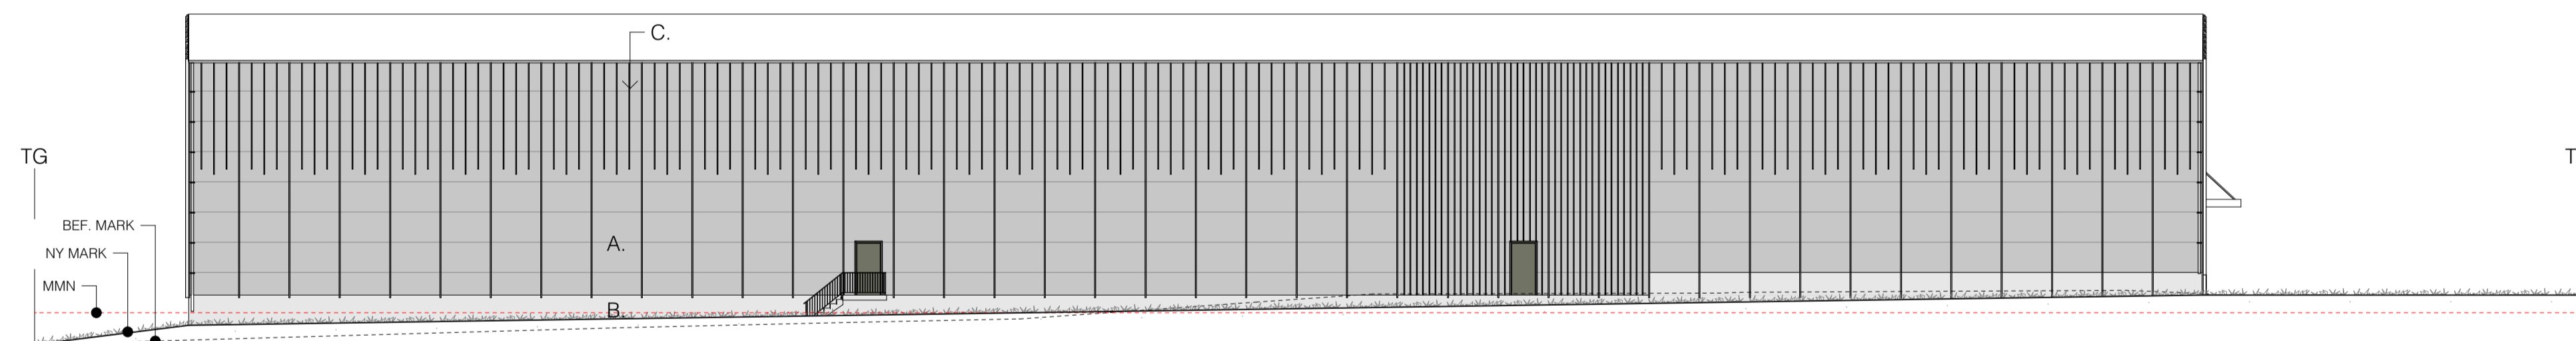 C.
TG
BEF. MARK
NY MARK
MMN
A.
B.
T